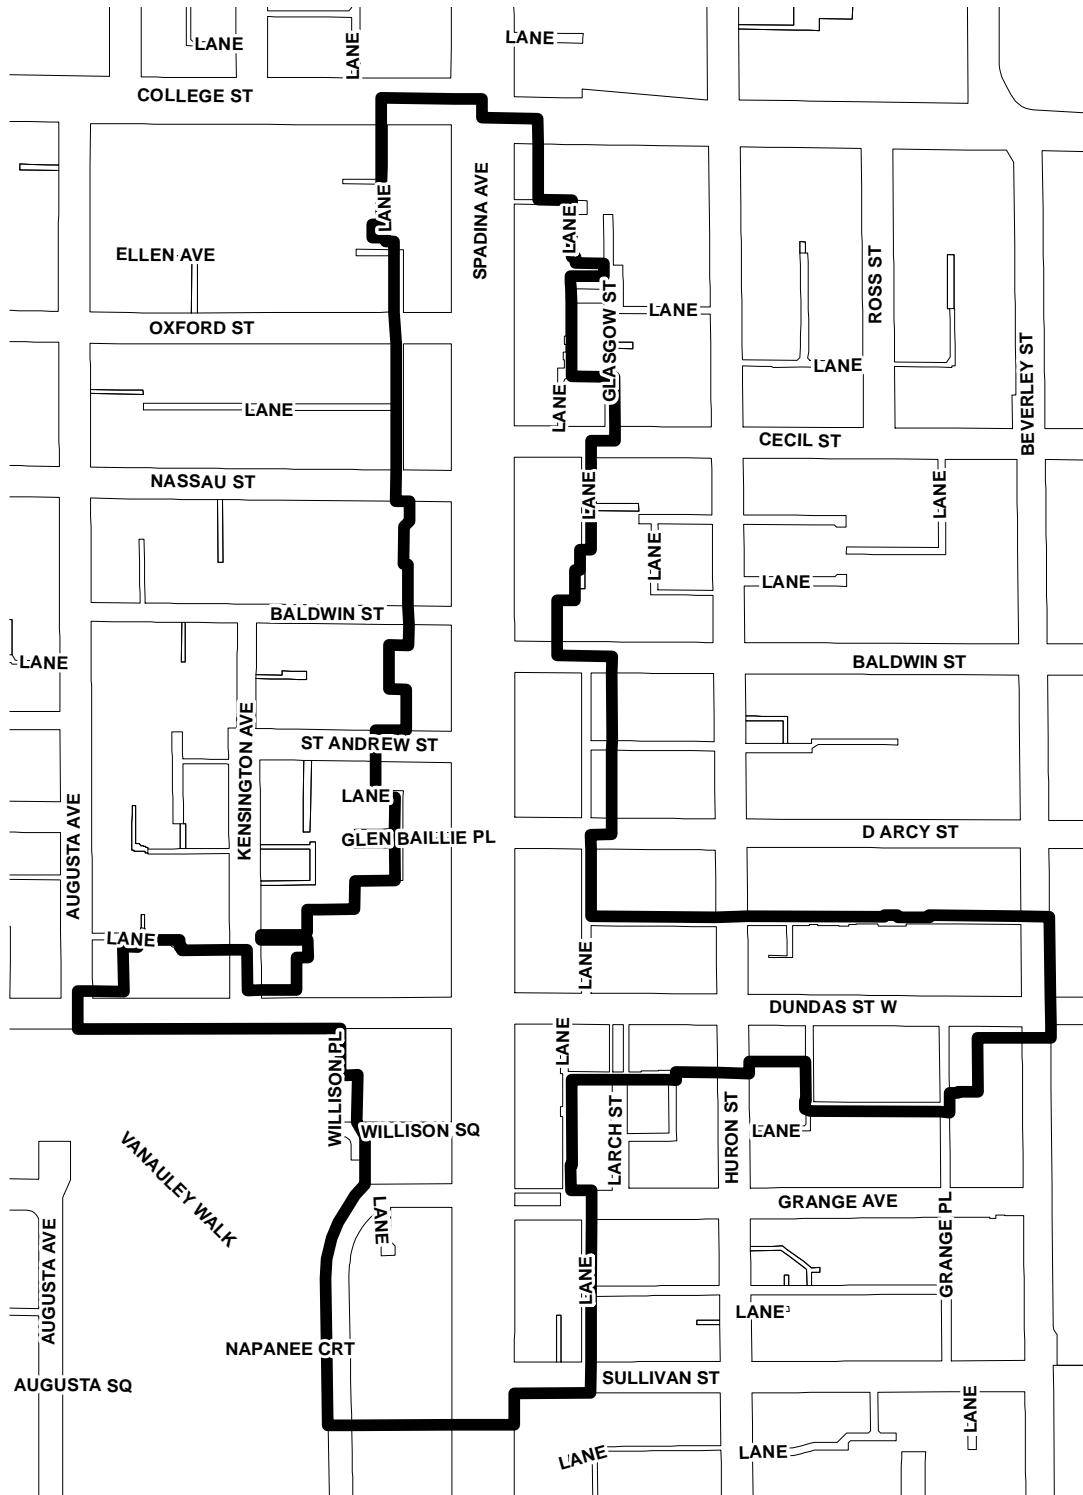 LANE
LANE
LANE
COLLEGE ST
SPADINA AVE
LANE
LANE
ELLEN AVE
ROSS ST
GLASGOW ST
LANE
OXFORD ST
BEVERLEY ST
LANE
LANE
LANE
CECIL ST
NASSAU ST
LANE
LANE
LANE
LANE
BALDWIN ST
LANE
BALDWIN ST
KENSINGTON AVE
ST ANDREW ST
LANE
AUGUSTA AVE
GLEN BAILLIE PL
D ARCY ST
LANE
LANE
DUNDAS ST W
LANE
WILLISON PL
WILLISON SQ
LARCH ST
HURON ST
LANE
VANAULEY WALK
LANE
GRANGE AVE
GRANGE PL
AUGUSTA AVE
LANE
LANE
NAPANEE CRT
AUGUSTA SQ
SULLIVAN ST
LANE
LANE
LANE